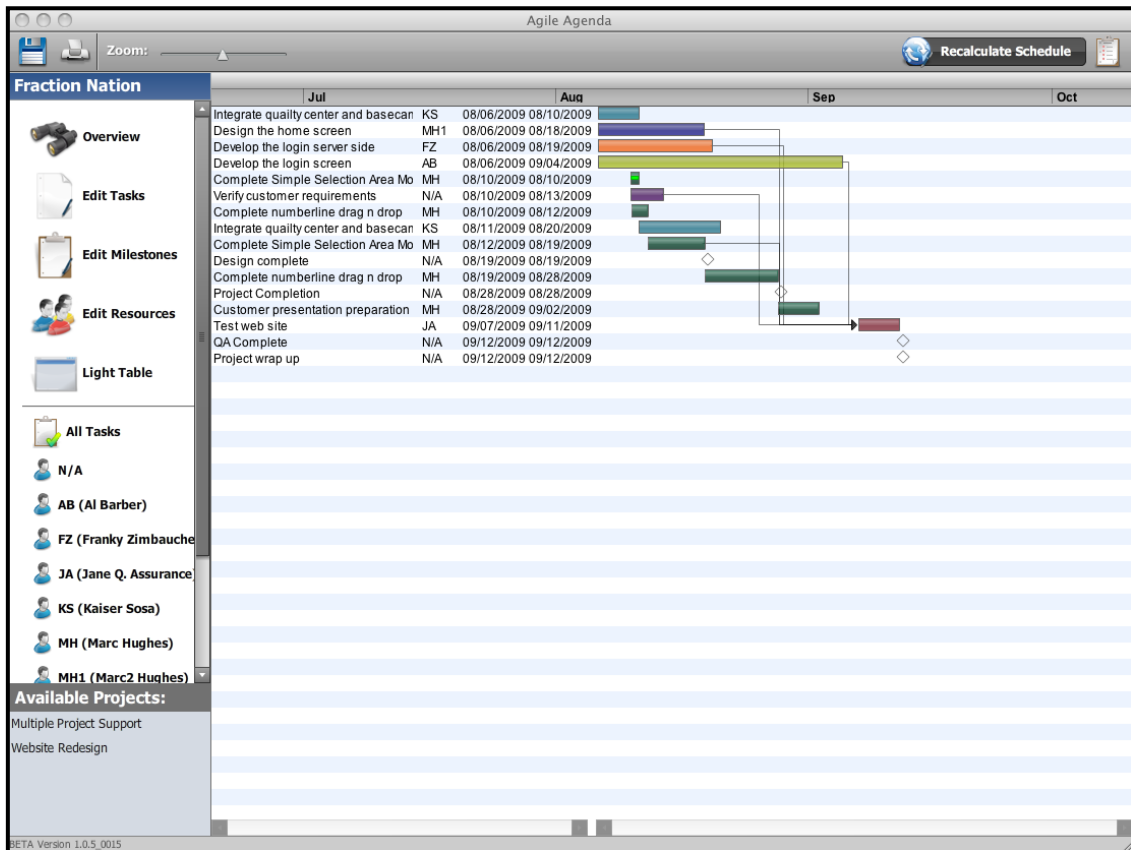 Agile Agenda
Zoom:
Recalculate Schedule
Fraction Nation
Overview
Edit Tasks
Edit Milestones
Edit Resources
Light Table
All Tasks
N/A
AB (Al Barber)
FZ (Franky Zimbauche
JA (Jane Q. Assurance)
KS (Kaiser Sosa)
MH (Marc Hughes)
MH1 (Marc2 Hughes)
Available Projects:
Multiple Project Support
Website Redesign
Jul Aug Sep Oct
Integrate quailty center and basecan KS 08/06/2009 08/10/2009
Design the home screen MH1 08/06/2009 08/18/2009
Develop the login server side FZ 08/06/2009 08/19/2009
Develop the login screen AB 08/06/2009 09/04/2009
Complete Simple Selection Area Mo MH 08/10/2009 08/10/2009
Verify customer requirements N/A 08/10/2009 08/13/2009
Complete numberline drag n drop MH 08/10/2009 08/12/2009
Integrate quailty center and basecan KS 08/11/2009 08/20/2009
Complete Simple Selection Area Mo MH 08/12/2009 08/19/2009
Design complete N/A 08/19/2009 08/19/2009
Complete numberline drag n drop MH 08/19/2009 08/28/2009
Project Completion N/A 08/28/2009 08/28/2009
Customer presentation preparation MH 08/28/2009 09/02/2009
Test web site JA 09/07/2009 09/11/2009
QA Complete N/A 09/12/2009 09/12/2009
Project wrap up N/A 09/12/2009 09/12/2009
BETA Version 1.0.5_0015